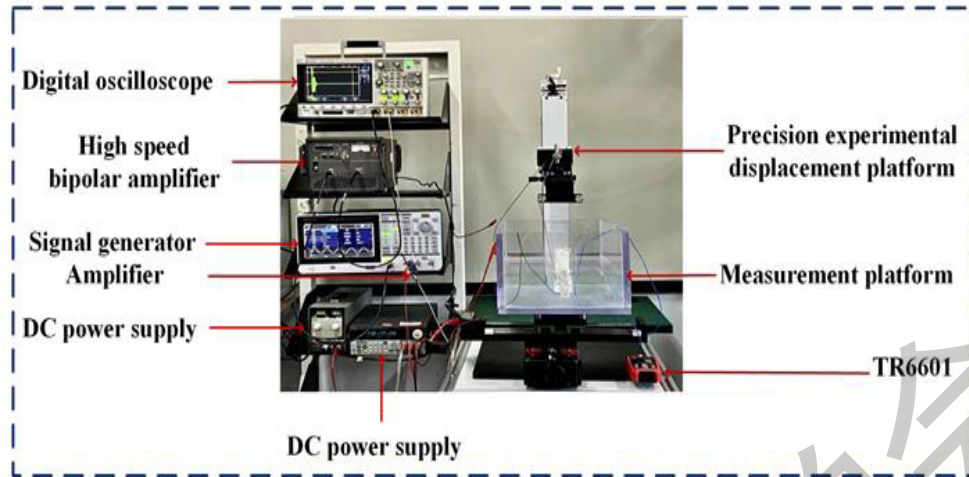 Digital oscilloscope
High speed
bipolar amplifier
Signal generator
Amplifier
DC power supply
DC power supply
Precision experimental
displacement platform
Measurement platform
TR6601